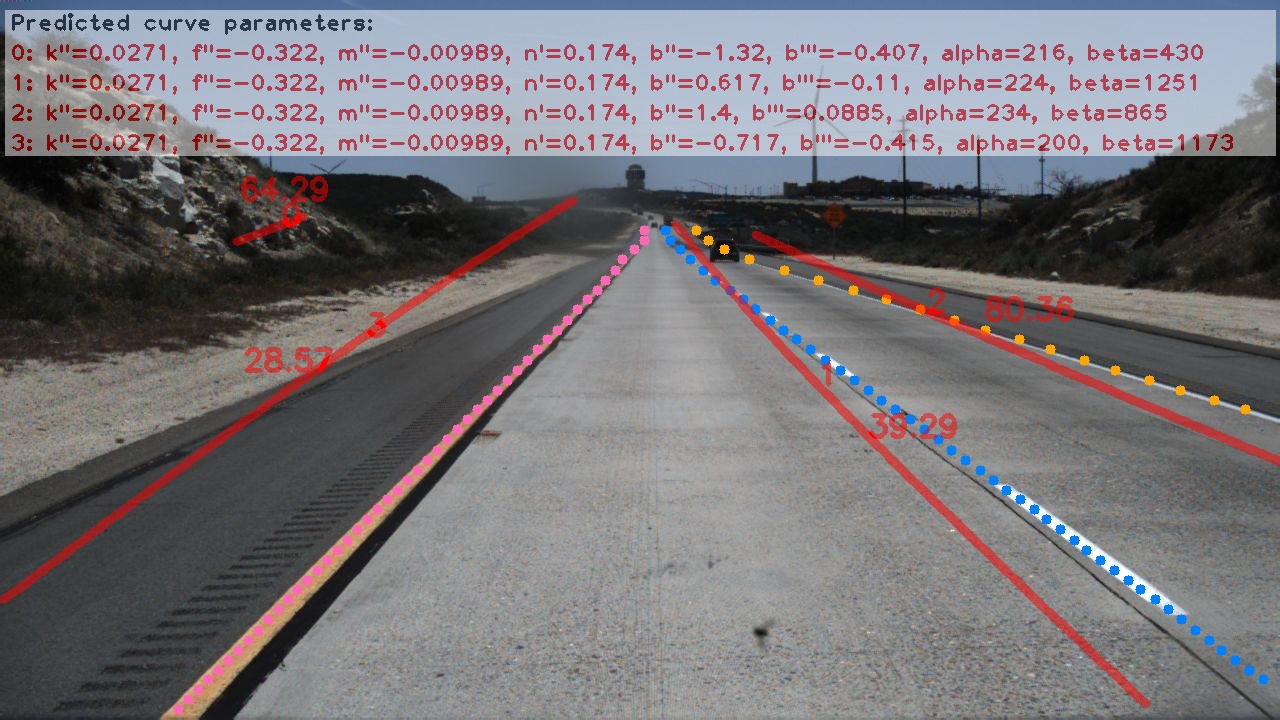 Predicted curve parameters:
0: k''=0.0271, f''=-0.322, m''=-0.00989, n'=0.174, b''=-1.32, b'''=-0.407, alpha=216, beta=430
1: k''=0.0271, f''=-0.322, m''=-0.00989, n'=0.174, b''=0.617, b'''=-0.11, alpha=224, beta=1251
2: k''=0.0271, f''=-0.322, m''=-0.00989, n'=0.174, b''=1.4, b'''=0.0885, alpha=234, beta=865
3: k''=0.0271, f''=-0.322, m''=-0.00989, n'=0.174, b''=-0.717, b'''=-0.415, alpha=200, beta=1173
64.29
0
2 80.36
3
28.57
1
39.29